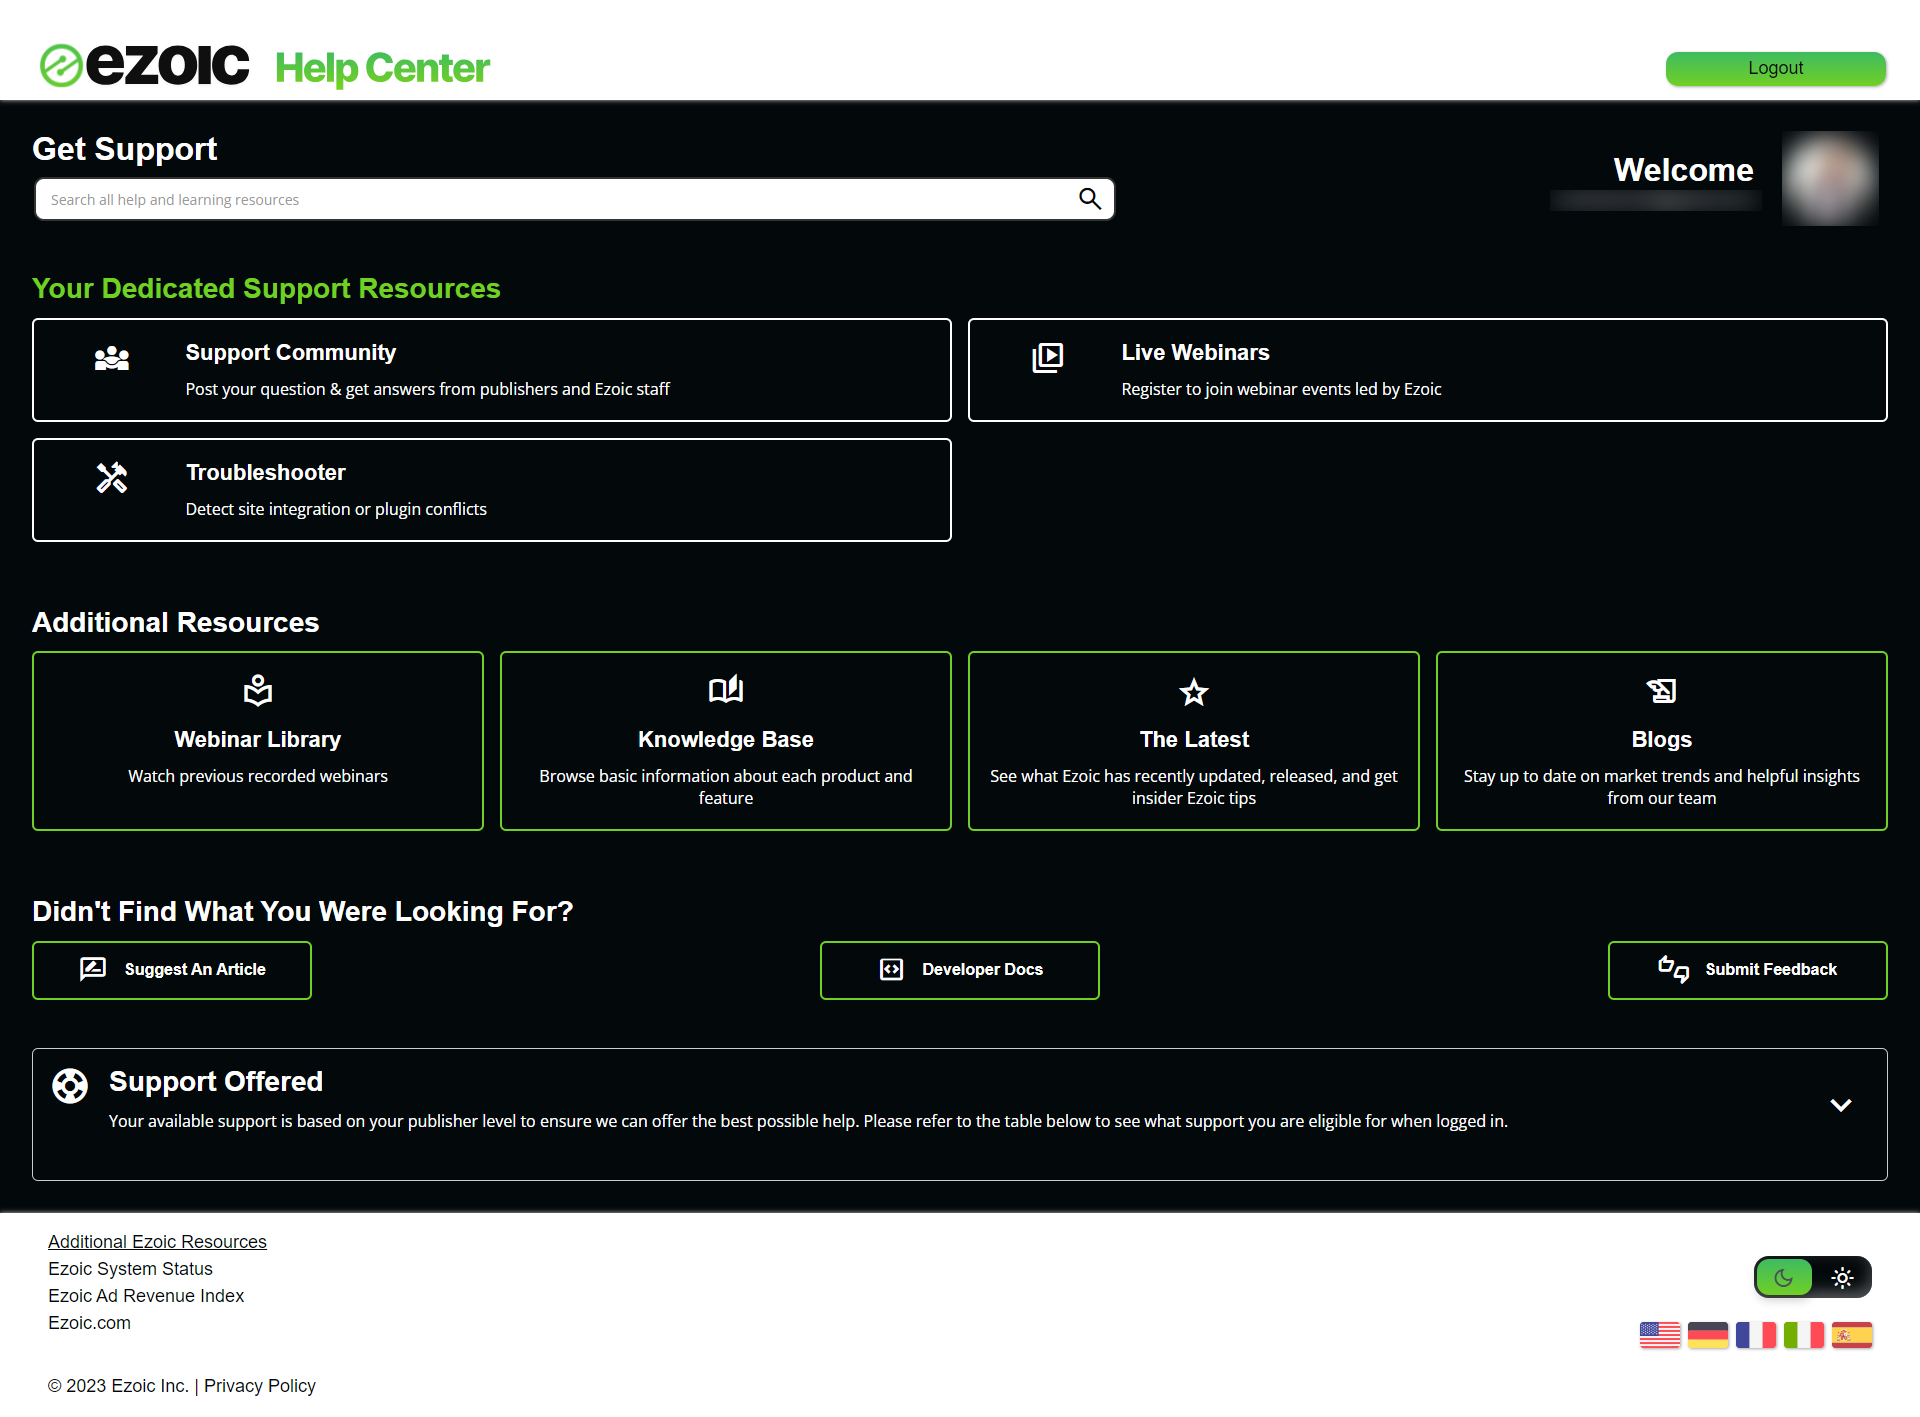 ezoic Help Center
Logout
Get Support
Search all help and learning resources
Welcome
Your Dedicated Support Resources
Support Community
Post your question & get answers from publishers and Ezoic staff
Live Webinars
Register to join webinar events led by Ezoic
Troubleshooter
Detect site integration or plugin conflicts
Additional Resources
Webinar Library
Watch previous recorded webinars
Knowledge Base
Browse basic information about each product and
feature
The Latest
See what Ezoic has recently updated, released, and get
insider Ezoic tips
Blogs
Stay up to date on market trends and helpful insights
from our team
Didn't Find What You Were Looking For?
Suggest An Article
Developer Docs
Submit Feedback
Support Offered
Your available support is based on your publisher level to ensure we can offer the best possible help. Please refer to the table below to see what support you are eligible for when logged in.
Additional Ezoic Resources
Ezoic System Status
Ezoic Ad Revenue Index
Ezoic.com
© 2023 Ezoic Inc. | Privacy Policy